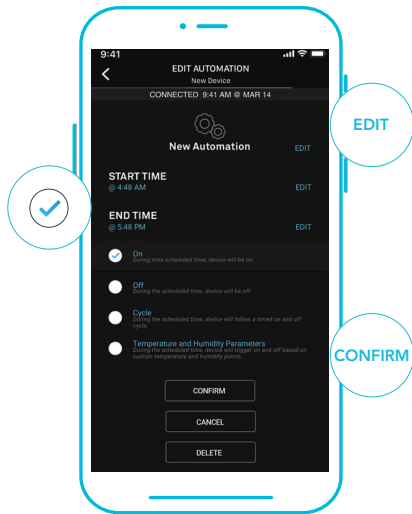 9:41
EDIT AUTOMATION
New Device
CONNECTED 9:41 AM @ MAR 14
EDIT
New Automation
EDIT
START TIME
@ 4:48 AM
EDIT
END TIME
@ 5:48 PM
EDIT
On
During time scheduled time, device will be on.
Off
During the scheduled time, device will be off.
Cycle
During the scheduled time, device will follow a timed on and off
cycle.
Temperature and Humidity Parameters
During the scheduled time, device will trigger on and off based on
custom temperature and humidity points.
CONFIRM
CONFIRM
CANCEL
DELETE